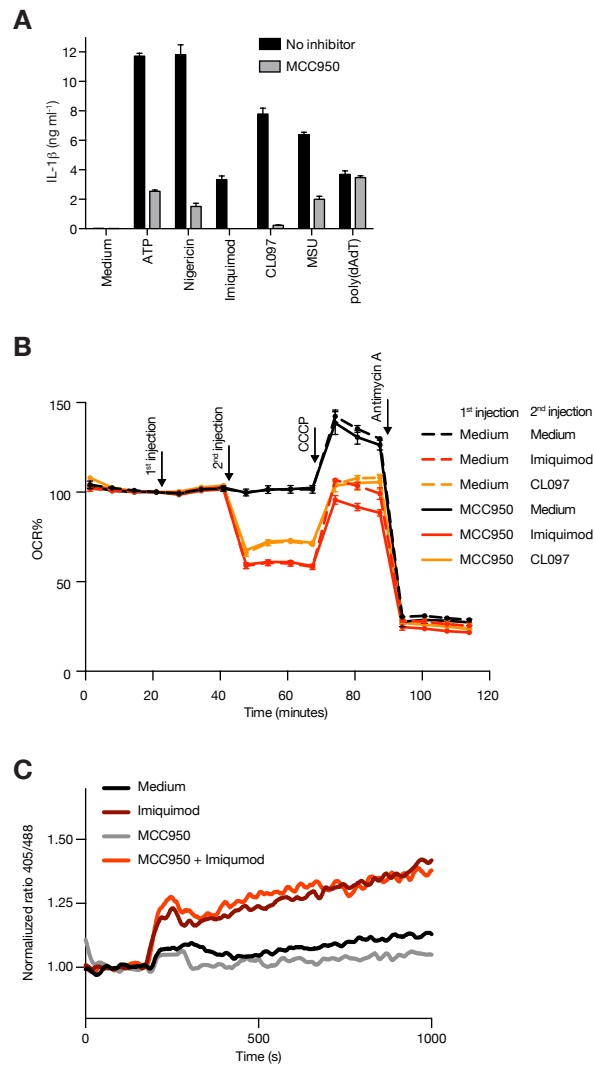 A
No inhibitor
MCC950
IL-1β (ng ml-1)
12
10
8
6
4
2
0
Medium
ATP
Nigericin
Imiquimod
CL097
MSU
poly(dAdT)
B
OCR%
150
100
50
0
1st injection
2nd injection
CCCP
Antimycin A
1st injection 2nd injection
Medium Medium
Medium Imiquimod
Medium CL097
MCC950 Medium
MCC950 Imiquimod
MCC950 CL097
0 20 40 60 80 100 120
Time (minutes)
C
Medium
Imiquimod
MCC950
MCC950 + Imiqumod
Normaliuzed ratio 405/488
1.50
1.25
1.00
0 500 1000
Time (s)